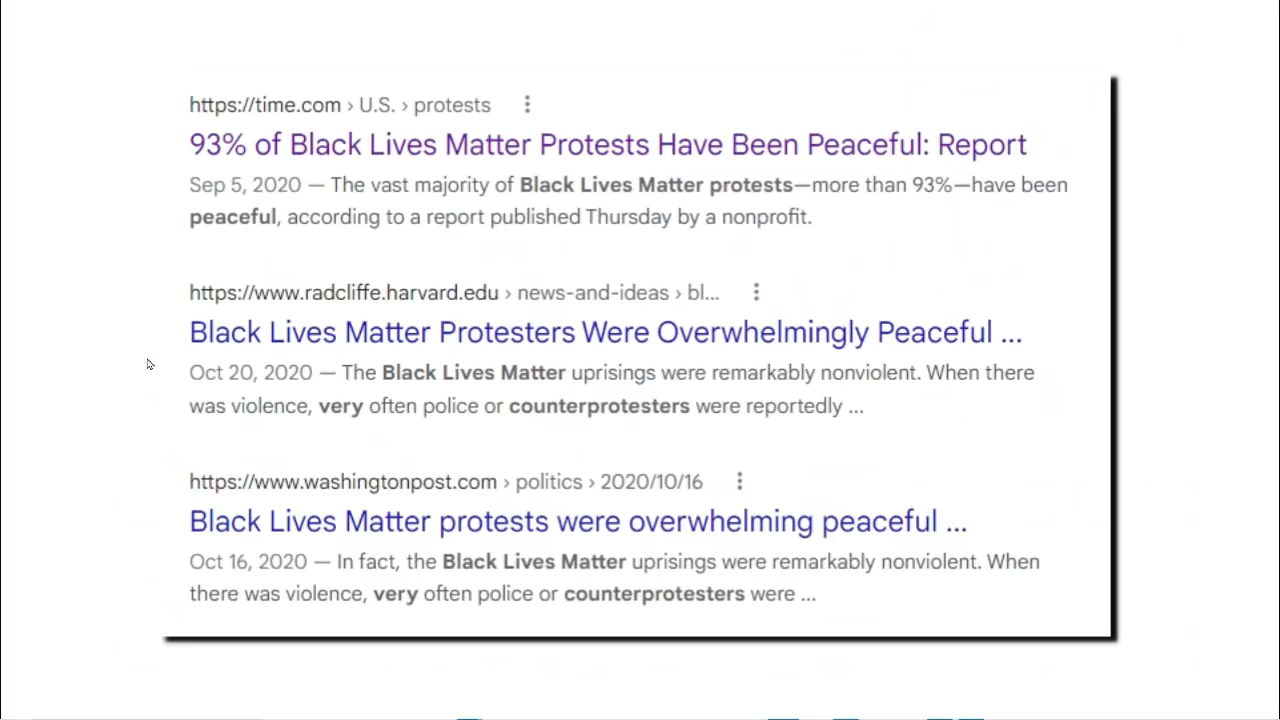 https://time.com › U.S. › protests
93% of Black Lives Matter Protests Have Been Peaceful: Report
Sep 5, 2020 — The vast majority of Black Lives Matter protests—more than 93%—have been
peaceful, according to a report published Thursday by a nonprofit.
https://www.radcliffe.harvard.edu › news-and-ideas › bl...
Black Lives Matter Protesters Were Overwhelmingly Peaceful ...
Oct 20, 2020 — The Black Lives Matter uprisings were remarkably nonviolent. When there
was violence, very often police or counterprotesters were reportedly ...
https://www.washingtonpost.com › politics › 2020/10/16
Black Lives Matter protests were overwhelming peaceful ...
Oct 16, 2020 — In fact, the Black Lives Matter uprisings were remarkably nonviolent. When
there was violence, very often police or counterprotesters were ...